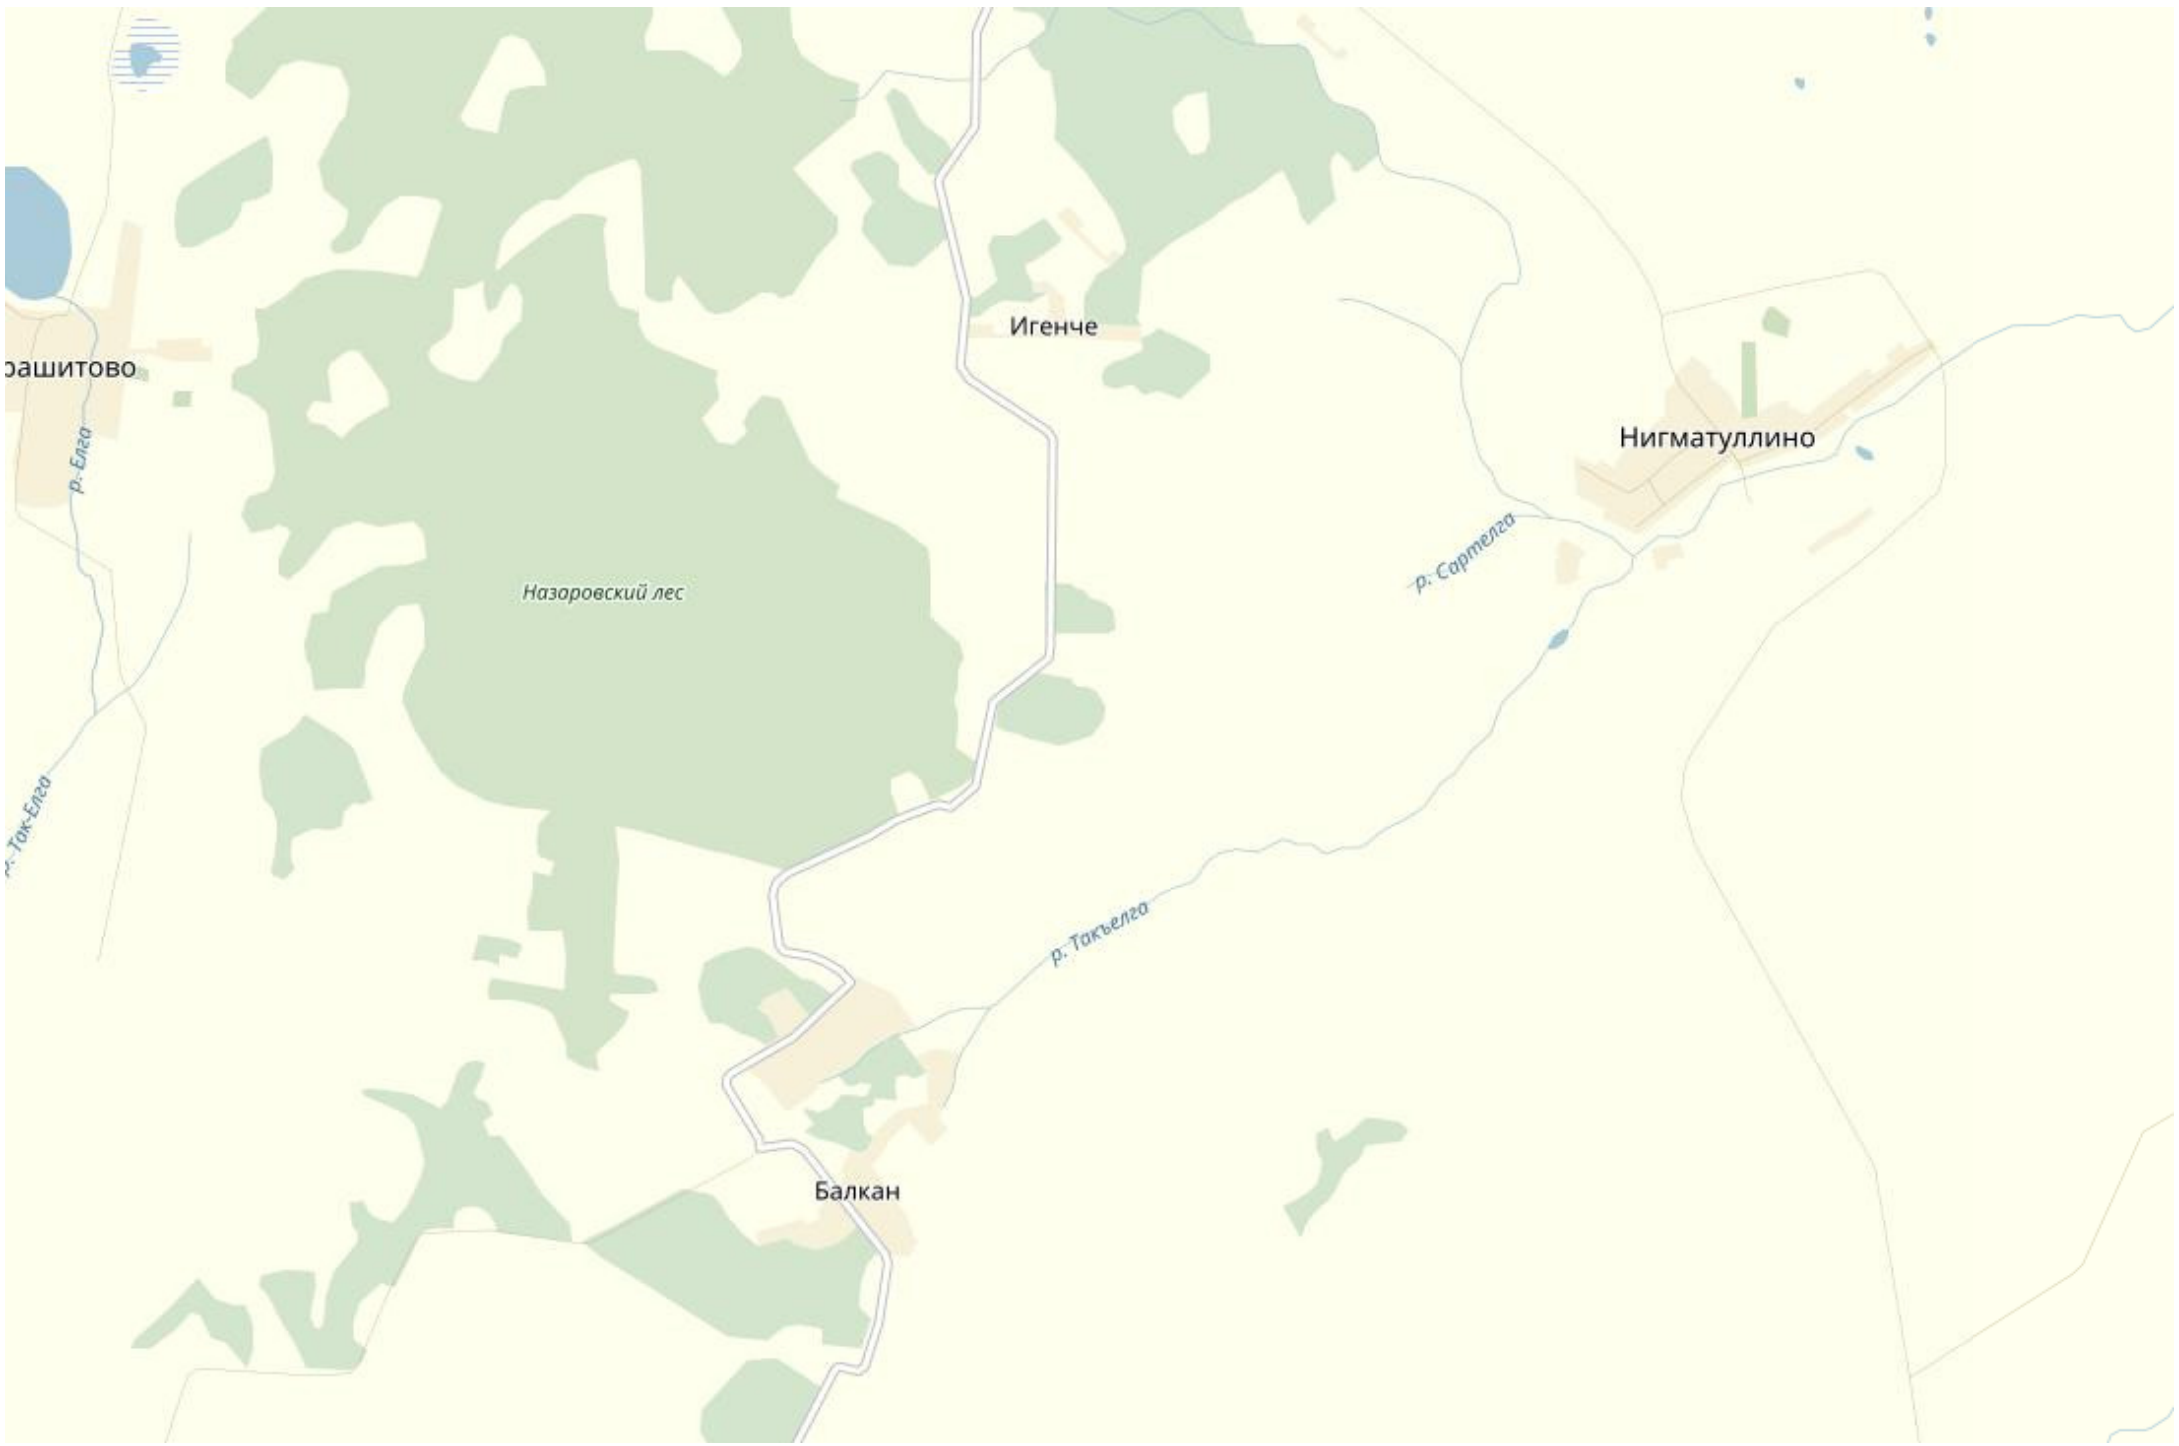 Игенче
рашитово
Нигматуллино
р. Елга
р. Сартелга
Назаровский лес
р. Так-Елга
р. Такъелга
Балкан